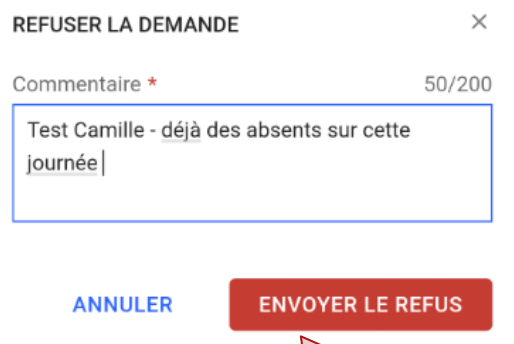 REFUSER LA DEMANDE
Commentaire * 50/200
Test Camille - déjà des absents sur cette
journée
ANNULER ENVOYER LE REFUS